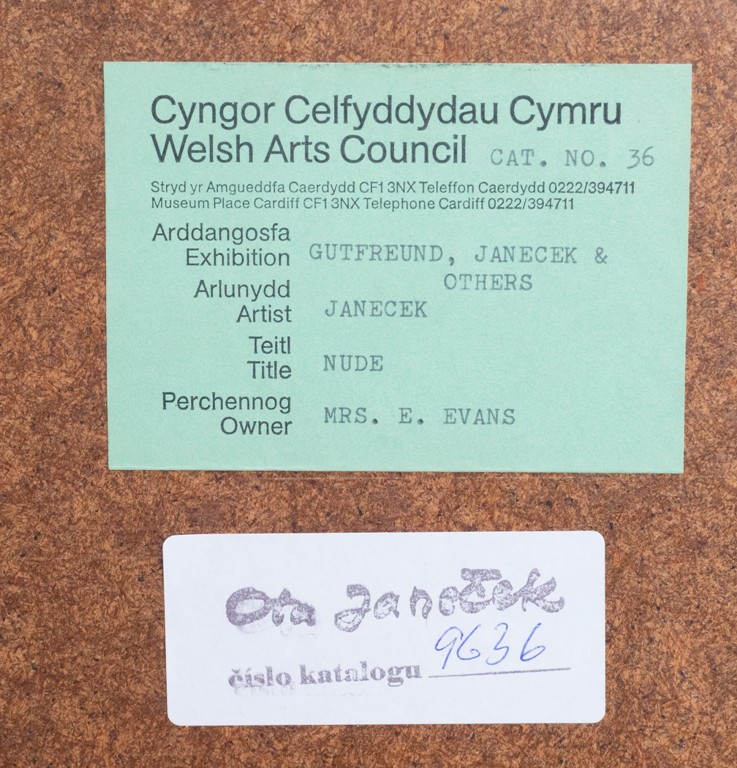 Cyngor Celfyddydau Cymru
Welsh Arts Council CAT. NO. 36
Stryd yr Amgueddfa Caerdydd CF1 3NX Teleffon Caerdydd 0222/394711
Museum Place Cardiff CF1 3NX Telephone Cardiff 0222/394711
Arddangosfa
Exhibition GUTFREUND, JANECEK &
OTHERS
Arlunydd
Artist JANECEK
Teitl
Title NUDE
Perchennog
Owner MRS. E. EVANS
Ota Janeček
číslo katalogu 9636